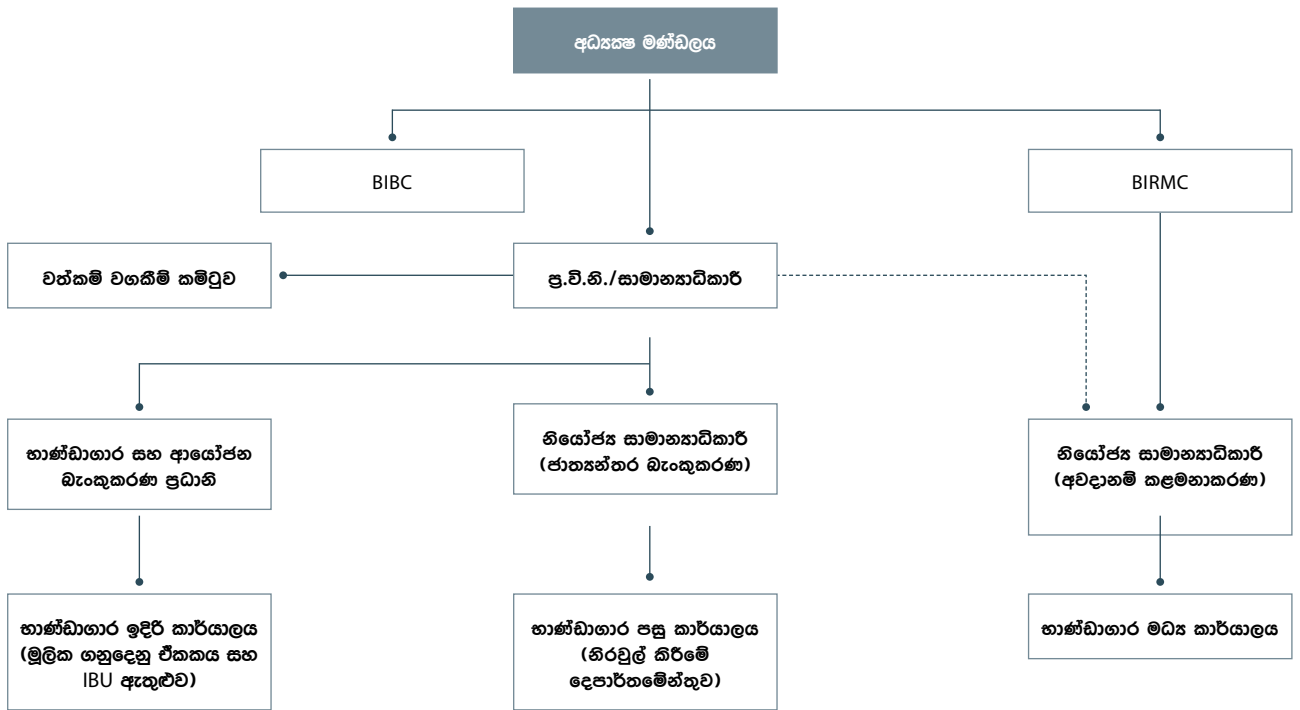 අධ්‍යක්ෂ මණ්ඩලය
BIBC
BIRMC
වත්කම් වගකීම් කමිටුව
ප්‍ර.වි.නි./සාමාන්‍යාධිකාරී
භාණ්ඩාගාර සහ ආයෝජන
බැංකුකරණ ප්‍රධානි
නියෝජ්‍ය සාමාන්‍යාධිකාරී
(ජාත්‍යන්තර බැංකුකරණ)
නියෝජ්‍ය සාමාන්‍යාධිකාරී
(අවදානම් කළමනාකරණ)
භාණ්ඩාගාර ඉදිරි කාර්යාලය
(මූලික ගනුදෙනු ඒකකය සහ
IBU ඇතුළුව)
භාණ්ඩාගාර පසු කාර්යාලය
(නිරවුල් කිරීමේ
දෙපාර්තමේන්තුව)
භාණ්ඩාගාර මධ්‍ය කාර්යාලය